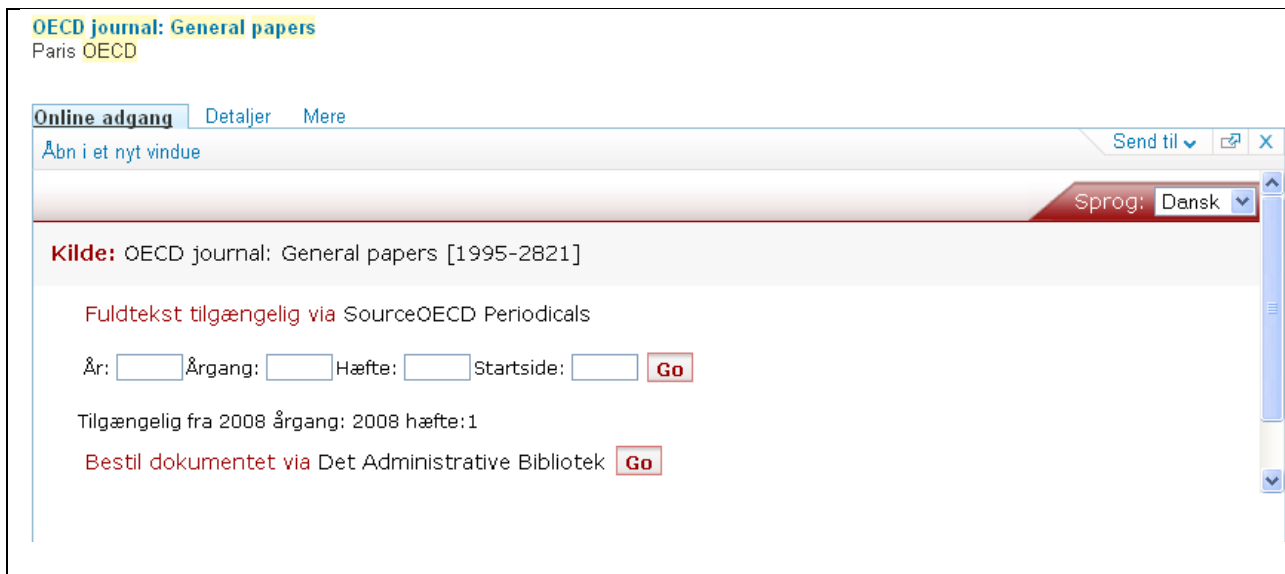 OECD journal: General papers
Paris OECD
Online adgang Detaljer Mere
Åbn i et nyt vindue Send til X
Sprog: Dansk
Kilde: OECD journal: General papers [1995-2821]
Fuldtekst tilgængelig via SourceOECD Periodicals
År: Årgang: Hæfte: Startside: Go
Tilgængelig fra 2008 årgang: 2008 hæfte:1
Bestil dokumentet via Det Administrative Bibliotek Go